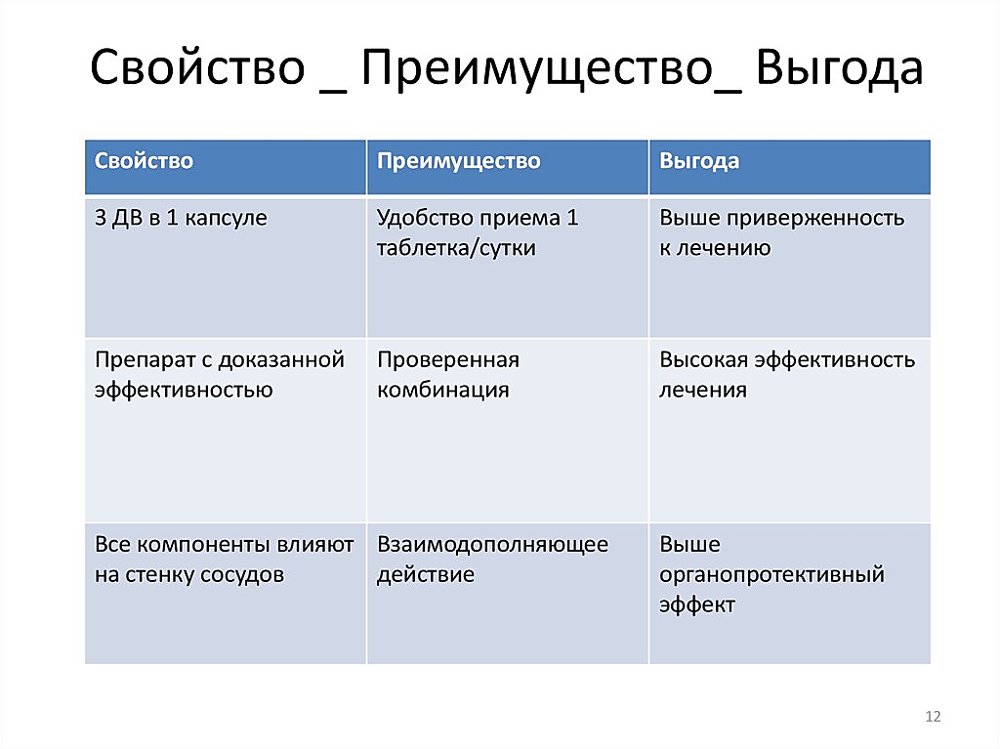 Свойство _ Преимущество_ Выгода
Свойство
Преимущество
Выгода
3 ДВ в 1 капсуле
Удобство приема 1
таблетка/сутки
Выше приверженность
к лечению
Препарат с доказанной
эффективностью
Проверенная
комбинация
Высокая эффективность
лечения
Все компоненты влияют
на стенку сосудов
Взаимодополняющее
действие
Выше
органопротективный
эффект
12